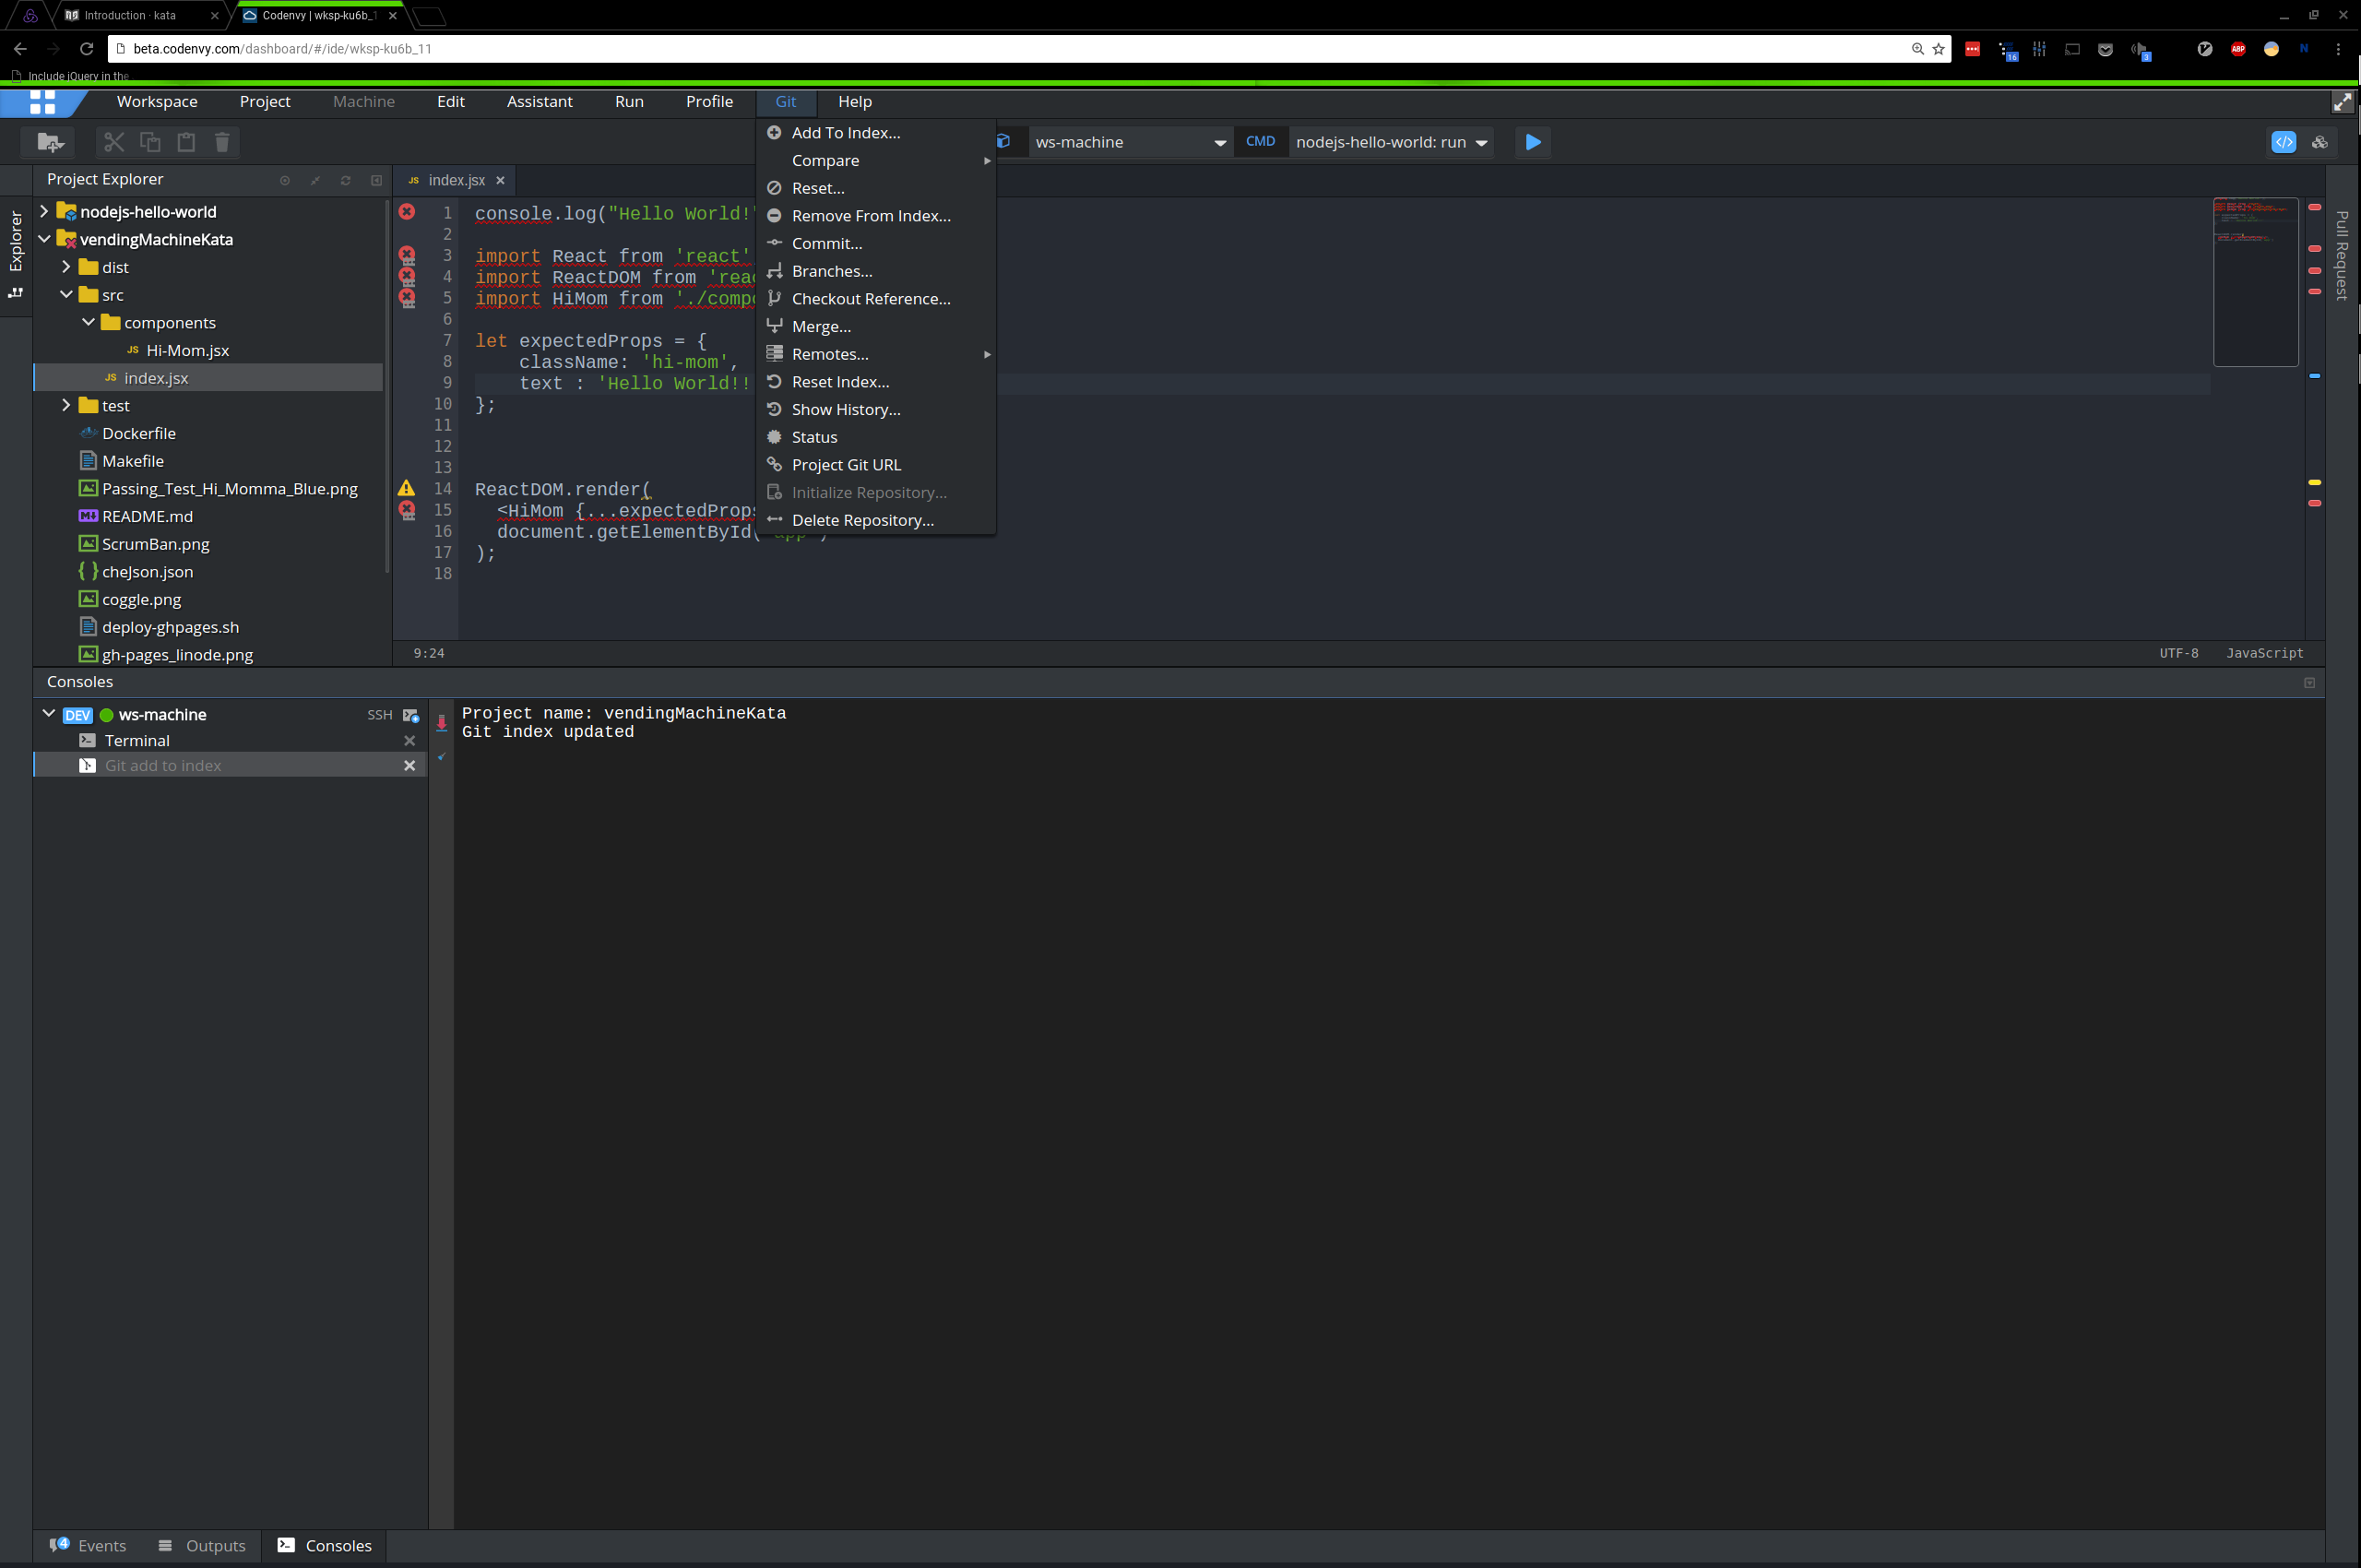 Introduction · kata
Codenvy | wksp-ku6b_1
beta.codenvy.com/dashboard/#/ide/wksp-ku6b_11
16
3
ABP
N
Include jQuery in the
Workspace Project Machine Edit Assistant Run Profile Git Help
ws-machine CMD nodejs-hello-world: run
Add To Index...
Compare
Reset...
Remove From Index...
Commit...
Branches...
Checkout Reference...
Merge...
Remotes...
Reset Index...
Show History...
Status
Project Git URL
Initialize Repository...
Delete Repository...
Explorer
Project Explorer
nodejs-hello-world
vendingMachineKata
dist
src
components
JS Hi-Mom.jsx
JS index.jsx
test
Dockerfile
Makefile
Passing_Test_Hi_Momma_Blue.png
README.md
ScrumBan.png
cheJson.json
coggle.png
deploy-ghpages.sh
gh-pages_linode.png
JS index.jsx
1 console.log("Hello World!"
2
3 import React from 'react'
4 import ReactDOM from 'reac
5 import HiMom from './compo
6
7 let expectedProps = {
8 className: 'hi-mom',
9 text : 'Hello World!!
10 };
11
12
13
14 ReactDOM.render(
15 <HiMom {...expectedProps
16 document.getElementById('app')
17 );
18
9:24 UTF-8 JavaScript
Pull Request
Consoles
DEV ws-machine SSH
Terminal
Git add to index
Project name: vendingMachineKata
Git index updated
4 Events Outputs Consoles